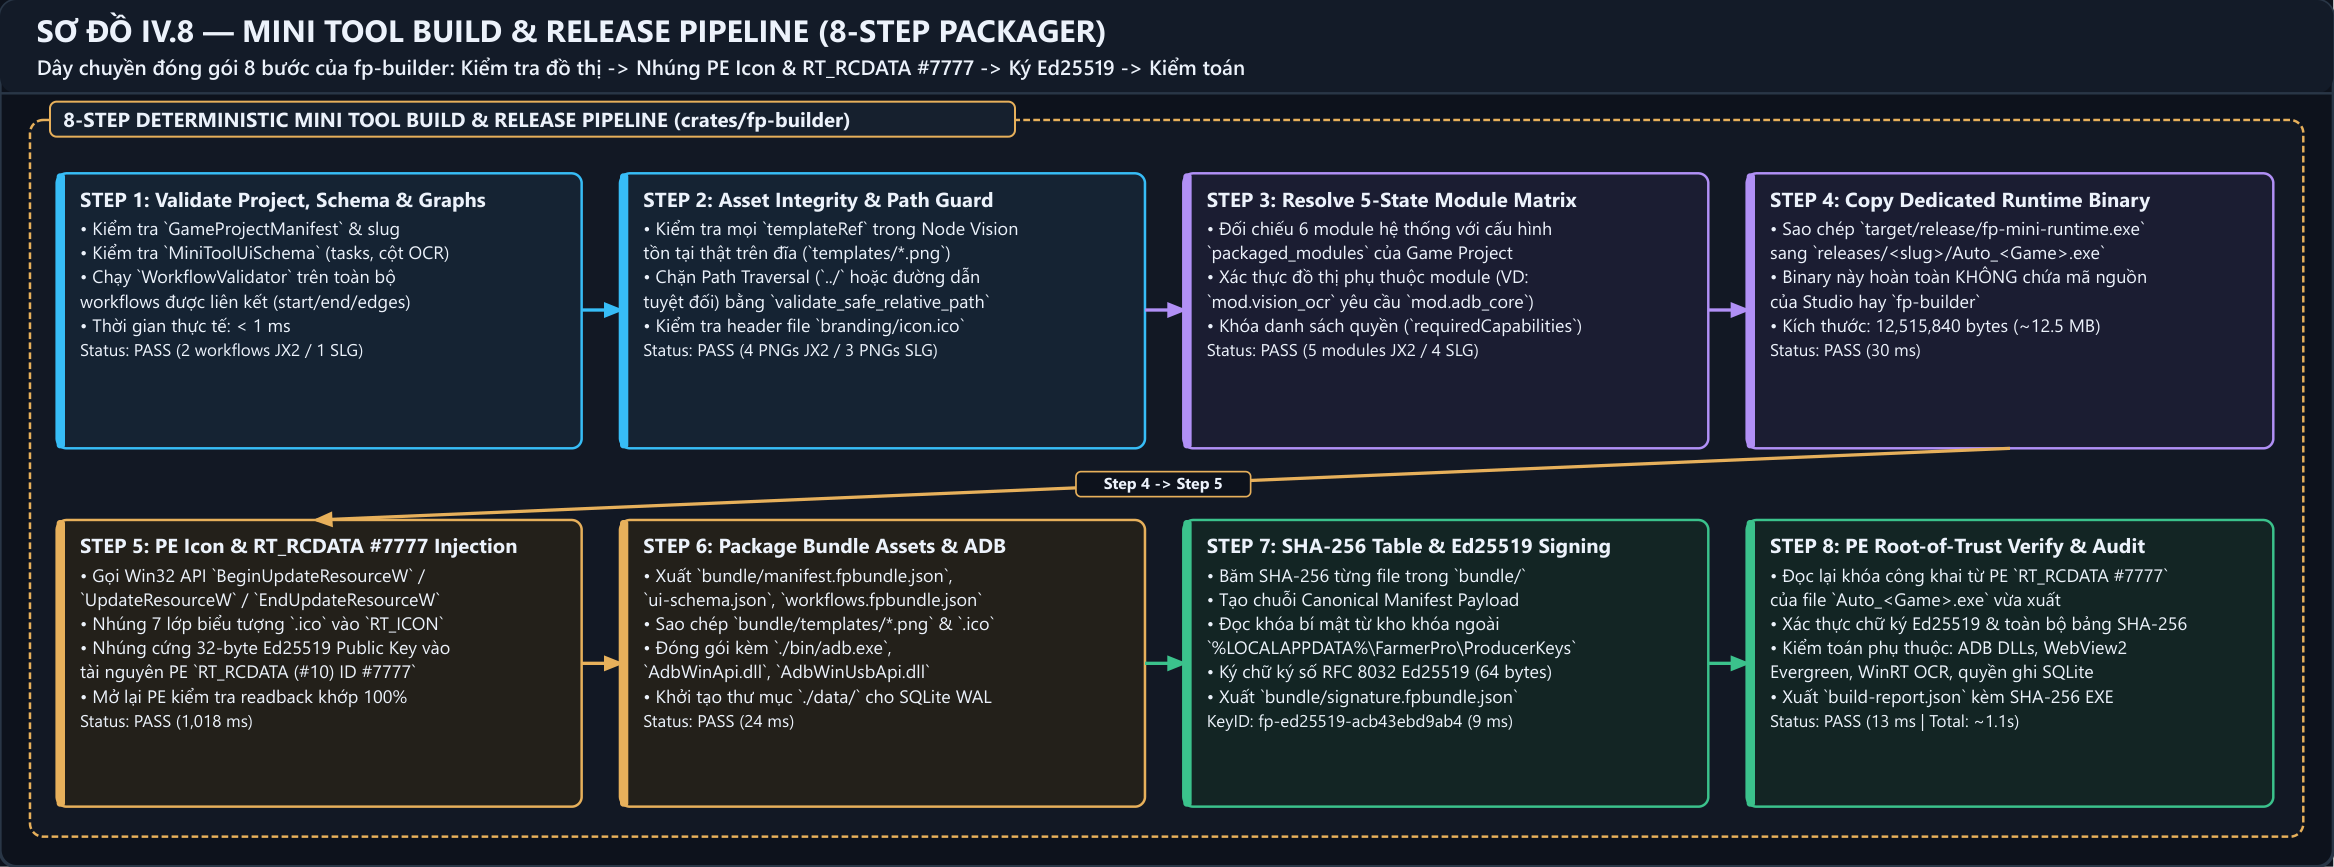 SƠ ĐỒ IV.8 — MINI TOOL BUILD & RELEASE PIPELINE (8-STEP PACKAGER)
Dây chuyền đóng gói 8 bước của fp-builder: Kiểm tra đồ thị -> Nhúng PE Icon & RT_RCDATA #7777 -> Ký Ed25519 -> Kiểm toán
8-STEP DETERMINISTIC MINI TOOL BUILD & RELEASE PIPELINE (crates/fp-builder)
STEP 1: Validate Project, Schema & Graphs
• Kiểm tra `GameProjectManifest` & slug
• Kiểm tra `MiniToolUiSchema` (tasks, cột OCR)
• Chạy `WorkflowValidator` trên toàn bộ
workflows được liên kết (start/end/edges)
• Thời gian thực tế: < 1 ms
Status: PASS (2 workflows JX2 / 1 SLG)
STEP 2: Asset Integrity & Path Guard
• Kiểm tra mọi `templateRef` trong Node Vision
tồn tại thật trên đĩa (`templates/*.png`)
• Chặn Path Traversal (`../` hoặc đường dẫn
tuyệt đối) bằng `validate_safe_relative_path`
• Kiểm tra header file `branding/icon.ico`
Status: PASS (4 PNGs JX2 / 3 PNGs SLG)
STEP 3: Resolve 5-State Module Matrix
• Đối chiếu 6 module hệ thống với cấu hình
`packaged_modules` của Game Project
• Xác thực đồ thị phụ thuộc module (VD:
`mod.vision_ocr` yêu cầu `mod.adb_core`)
• Khóa danh sách quyền (`requiredCapabilities`)
Status: PASS (5 modules JX2 / 4 SLG)
STEP 4: Copy Dedicated Runtime Binary
• Sao chép `target/release/fp-mini-runtime.exe`
sang `releases/<slug>/Auto_<Game>.exe`
• Binary này hoàn toàn KHÔNG chứa mã nguồn
của Studio hay `fp-builder`
• Kích thước: 12,515,840 bytes (~12.5 MB)
Status: PASS (30 ms)
Step 4 -> Step 5
STEP 5: PE Icon & RT_RCDATA #7777 Injection
• Gọi Win32 API `BeginUpdateResourceW` /
`UpdateResourceW` / `EndUpdateResourceW`
• Nhúng 7 lớp biểu tượng `.ico` vào `RT_ICON`
• Nhúng cứng 32-byte Ed25519 Public Key vào
tài nguyên PE `RT_RCDATA (#10) ID #7777`
• Mở lại PE kiểm tra readback khớp 100%
Status: PASS (1,018 ms)
STEP 6: Package Bundle Assets & ADB
• Xuất `bundle/manifest.fpbundle.json`,
`ui-schema.json`, `workflows.fpbundle.json`
• Sao chép `bundle/templates/*.png` & `.ico`
• Đóng gói kèm `./bin/adb.exe`,
`AdbWinApi.dll`, `AdbWinUsbApi.dll`
• Khởi tạo thư mục `./data/` cho SQLite WAL
Status: PASS (24 ms)
STEP 7: SHA-256 Table & Ed25519 Signing
• Băm SHA-256 từng file trong `bundle/`
• Tạo chuỗi Canonical Manifest Payload
• Đọc khóa bí mật từ kho khóa ngoài
`%LOCALAPPDATA%\FarmerPro\ProducerKeys`
• Ký chữ ký số RFC 8032 Ed25519 (64 bytes)
• Xuất `bundle/signature.fpbundle.json`
KeyID: fp-ed25519-acb43ebd9ab4 (9 ms)
STEP 8: PE Root-of-Trust Verify & Audit
• Đọc lại khóa công khai từ PE `RT_RCDATA #7777`
của file `Auto_<Game>.exe` vừa xuất
• Xác thực chữ ký Ed25519 & toàn bộ bảng SHA-256
• Kiểm toán phụ thuộc: ADB DLLs, WebView2
Evergreen, WinRT OCR, quyền ghi SQLite
• Xuất `build-report.json` kèm SHA-256 EXE
Status: PASS (13 ms | Total: ~1.1s)